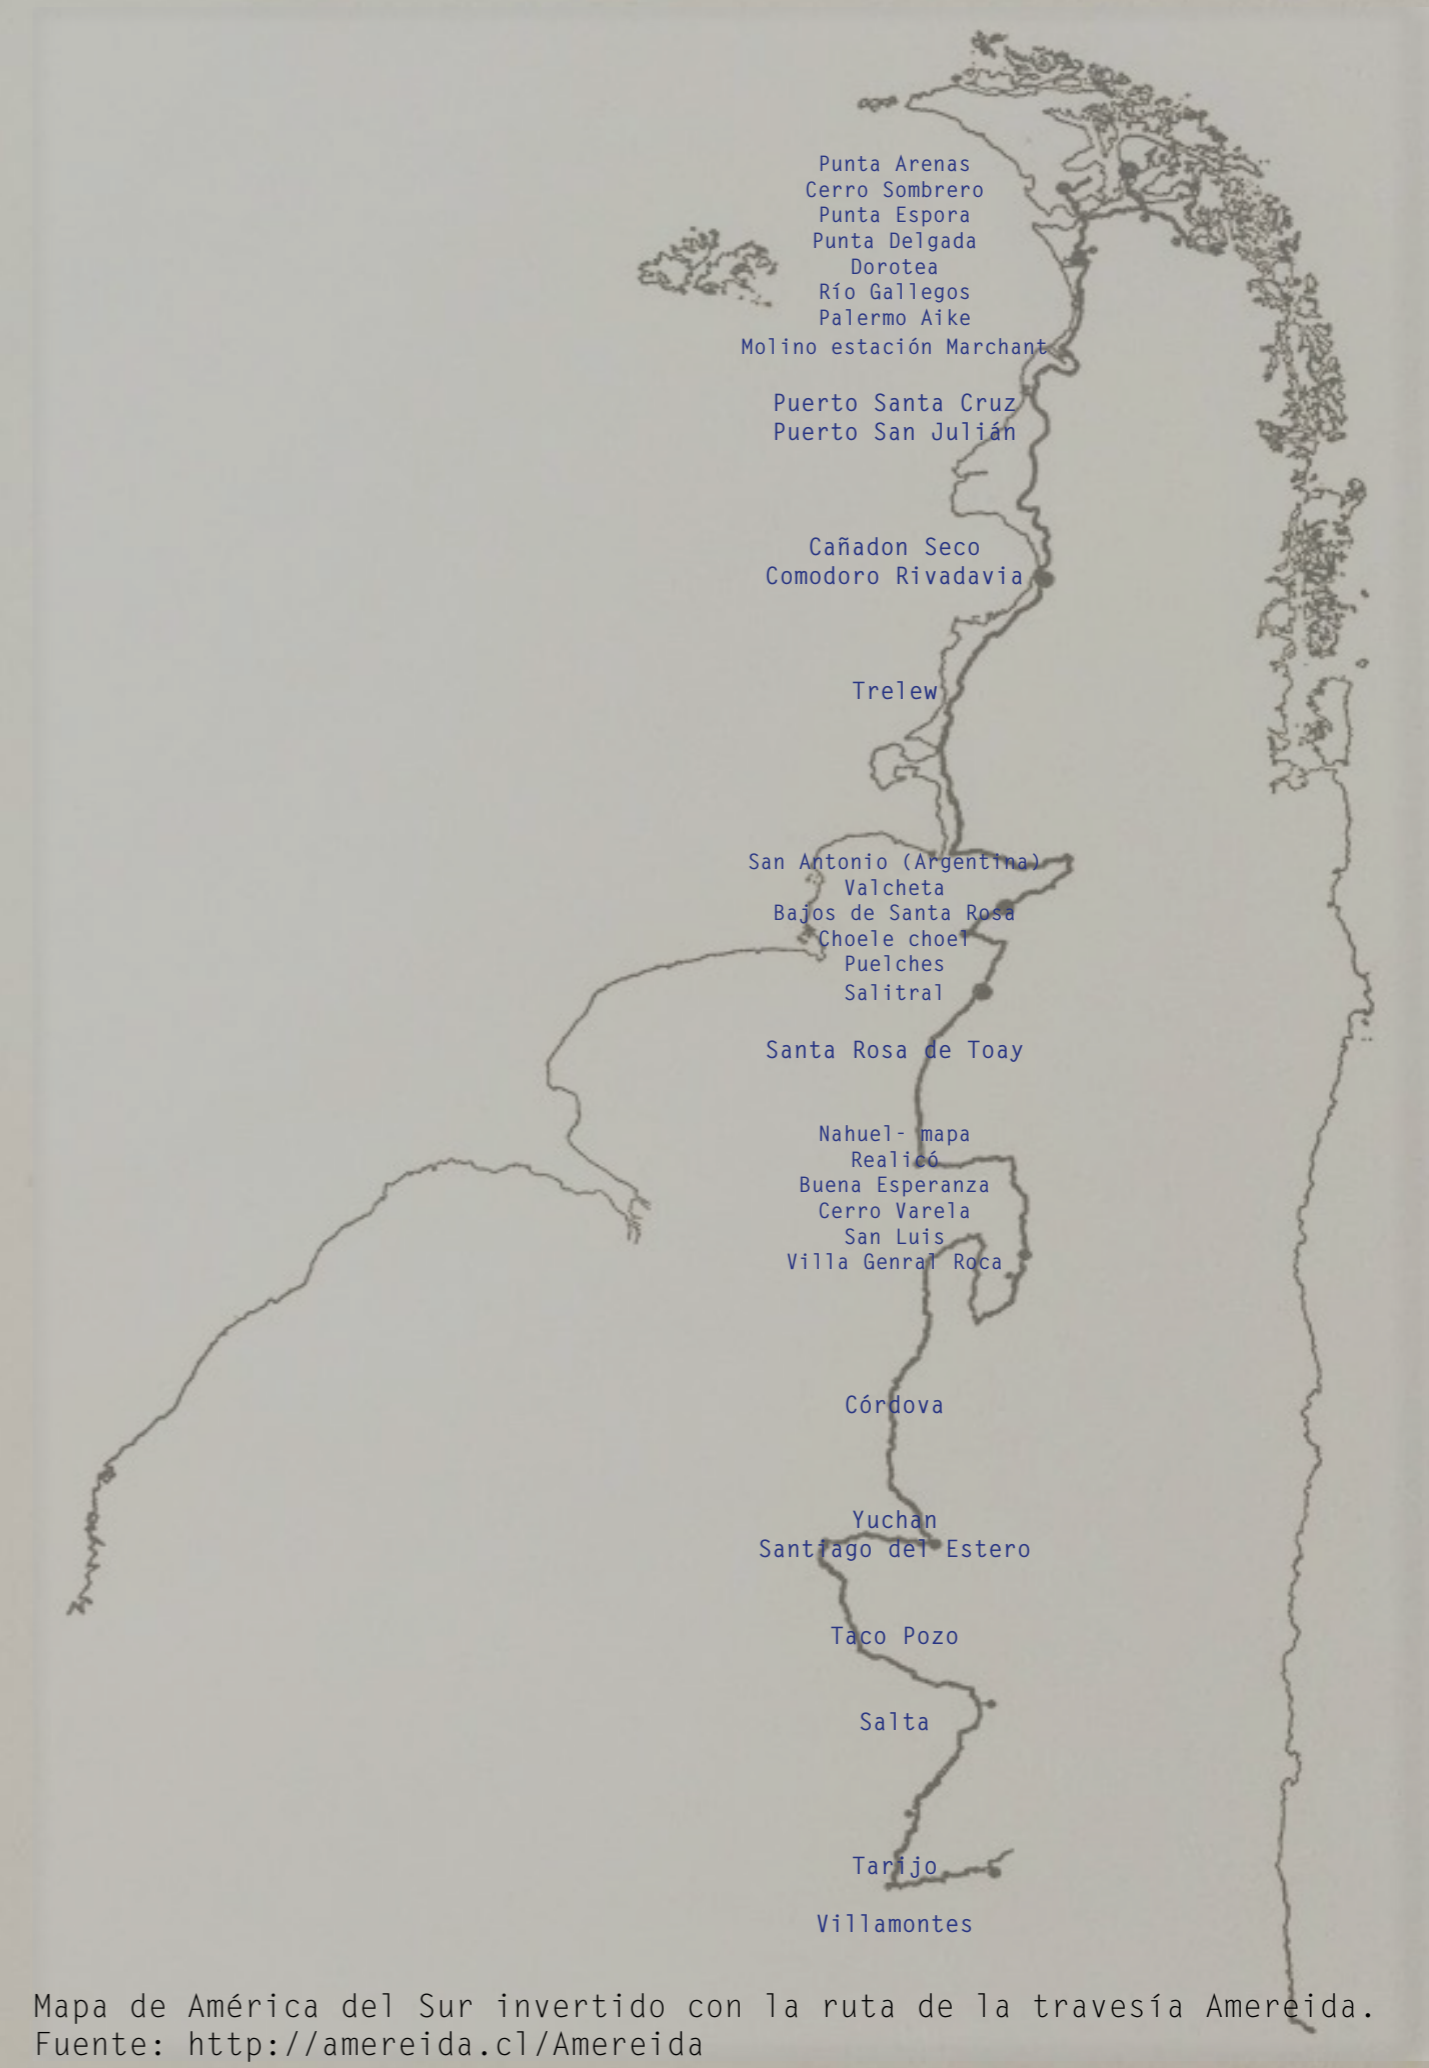 Punta Arenas
Cerro Sombrero
Punta Espora
Punta Delgada
Dorotea
Río Gallegos
Palermo Aike
Molino estación Marchant
Puerto Santa Cruz
Puerto San Julián
Cañadon Seco
Comodoro Rivadavia
Trelew
San Antonio (Argentina)
Valcheta
Bajos de Santa Rosa
Choele choel
Puelches
Salitral
Santa Rosa de Toay
Nahuel- mapa
Realicó
Buena Esperanza
Cerro Varela
San Luis
Villa Genral Roca
Córdova
Yuchan
Santiago del Estero
Taco Pozo
Salta
Tarijo
Villamontes
Mapa de América del Sur invertido con la ruta de la travesía Amereida.
Fuente: http://amereida.cl/Amereida